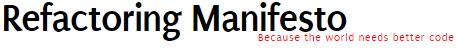 Refactoring Manifesto
Because the world needs better code